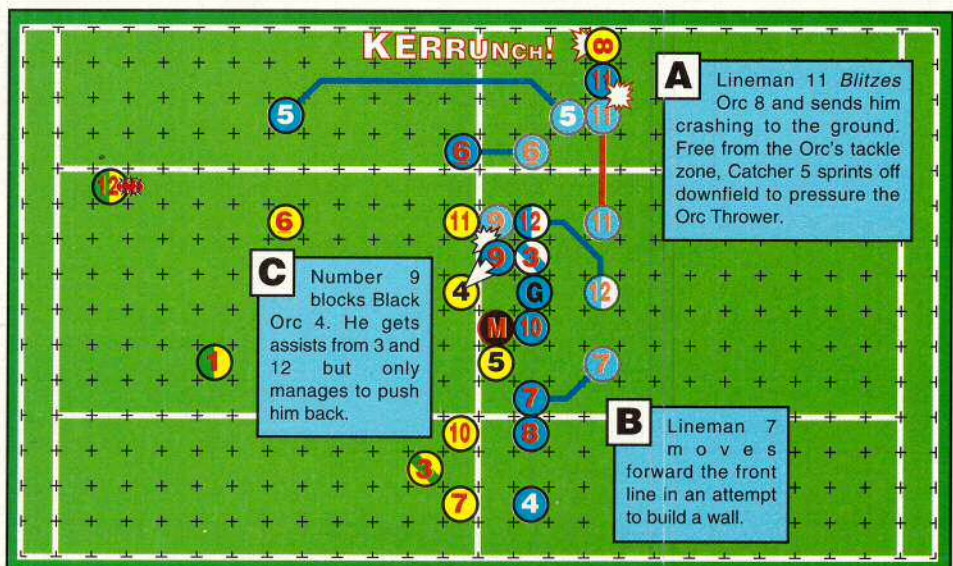 KERRUNCH!
A
Lineman 11 Blitzes
Orc 8 and sends him
crashing to the ground.
Free from the Orc's tackle
zone, Catcher 5 sprints off
downfield to pressure the
Orc Thrower.
8
11
5
5
11
6
6
12
6
11
9
12
11
9
3
4
G
12
M
10
1
5
7
7
10
8
3
7
4
C
Number 9
blocks Black
Orc 4. He gets
assists from 3 and
12 but only
manages to push
him back.
B
Lineman 7
moves
forward the front
line in an attempt
to build a wall.